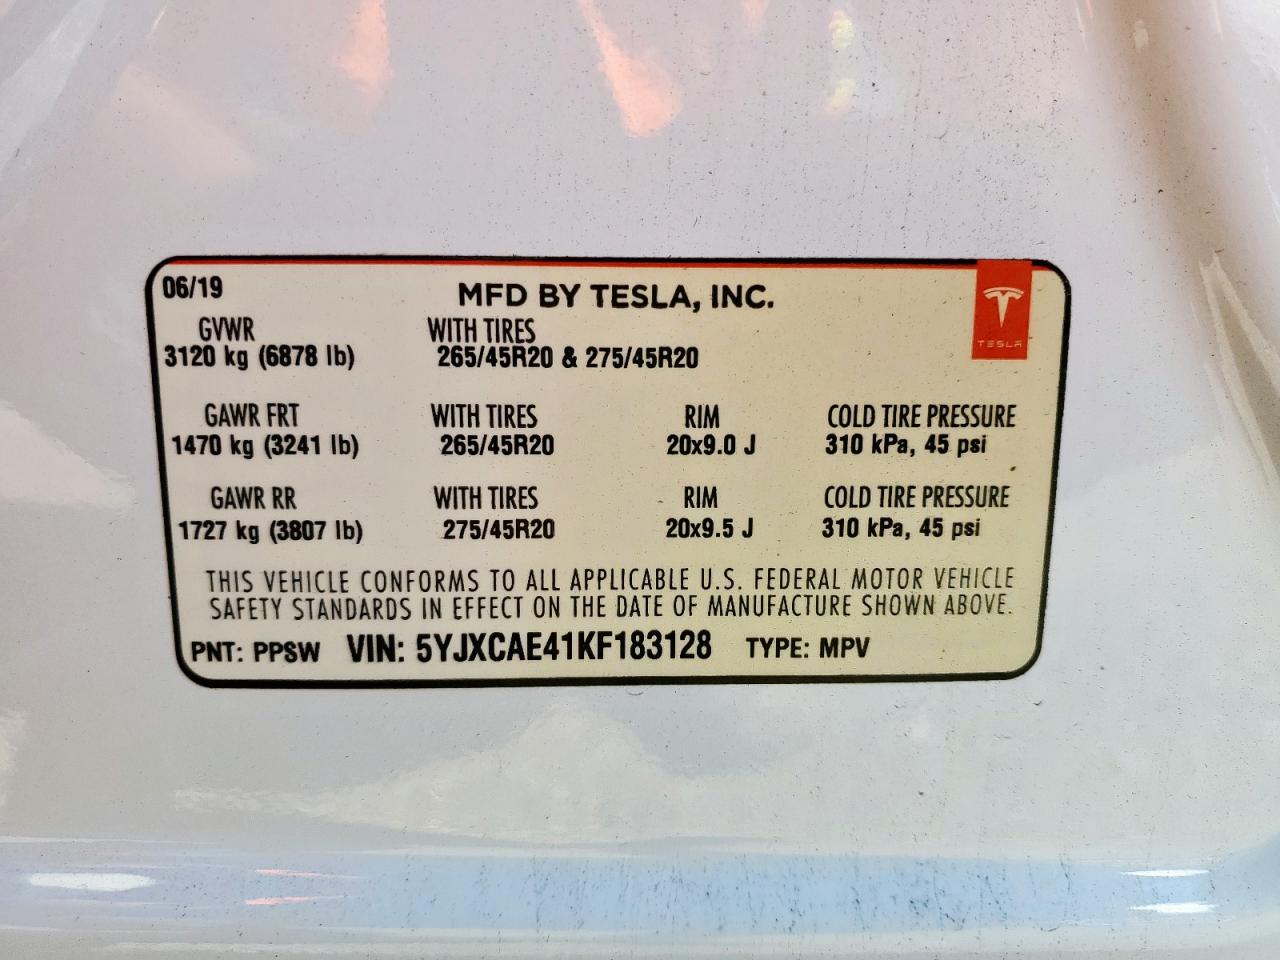 06/19 MFD BY TESLA, INC.
TESLA
GVWR WITH TIRES
3120 kg (6878 lb) 265/45R20 & 275/45R20
GAWR FRT WITH TIRES RIM COLD TIRE PRESSURE
1470 kg (3241 lb) 265/45R20 20x9.0 J 310 kPa, 45 psi
GAWR RR WITH TIRES RIM COLD TIRE PRESSURE
1727 kg (3807 lb) 275/45R20 20x9.5 J 310 kPa, 45 psi
THIS VEHICLE CONFORMS TO ALL APPLICABLE U.S. FEDERAL MOTOR VEHICLE
SAFETY STANDARDS IN EFFECT ON THE DATE OF MANUFACTURE SHOWN ABOVE.
PNT: PPSW VIN: 5YJXCAE41KF183128 TYPE: MPV